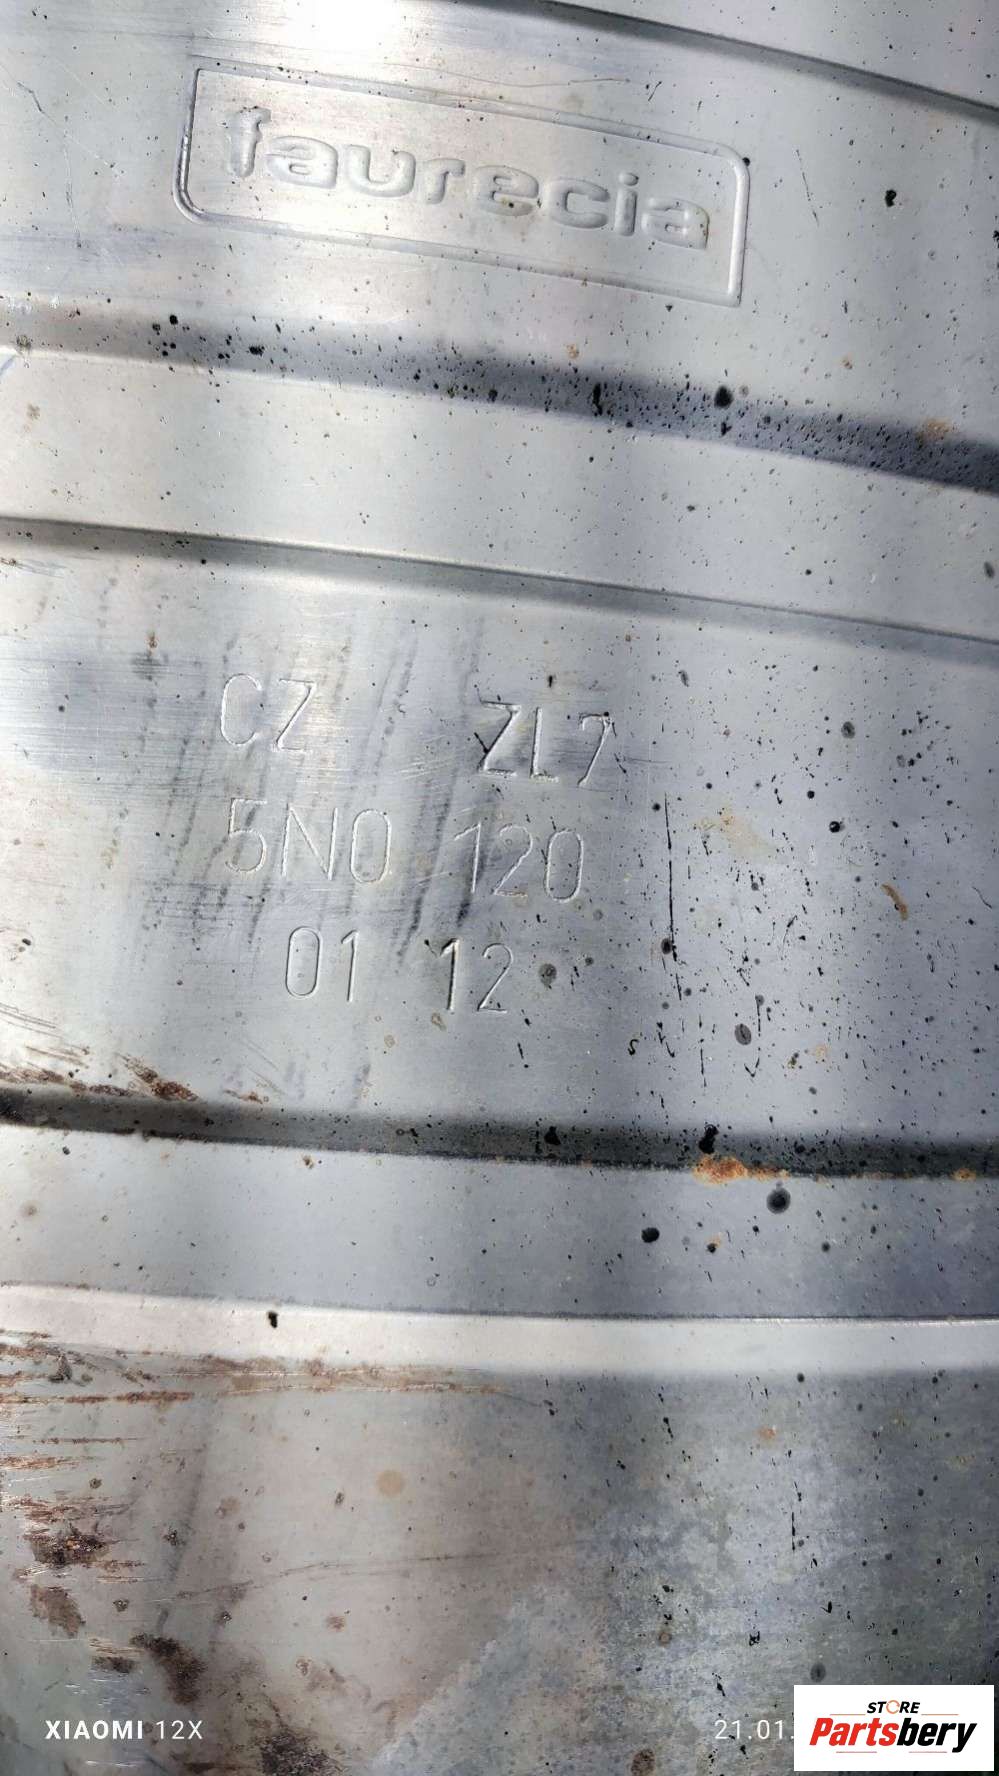 faurecia
CZ ZL7
5N0 120
01 12
XIAOMI 12X
21.01.
STORE
Partsbery